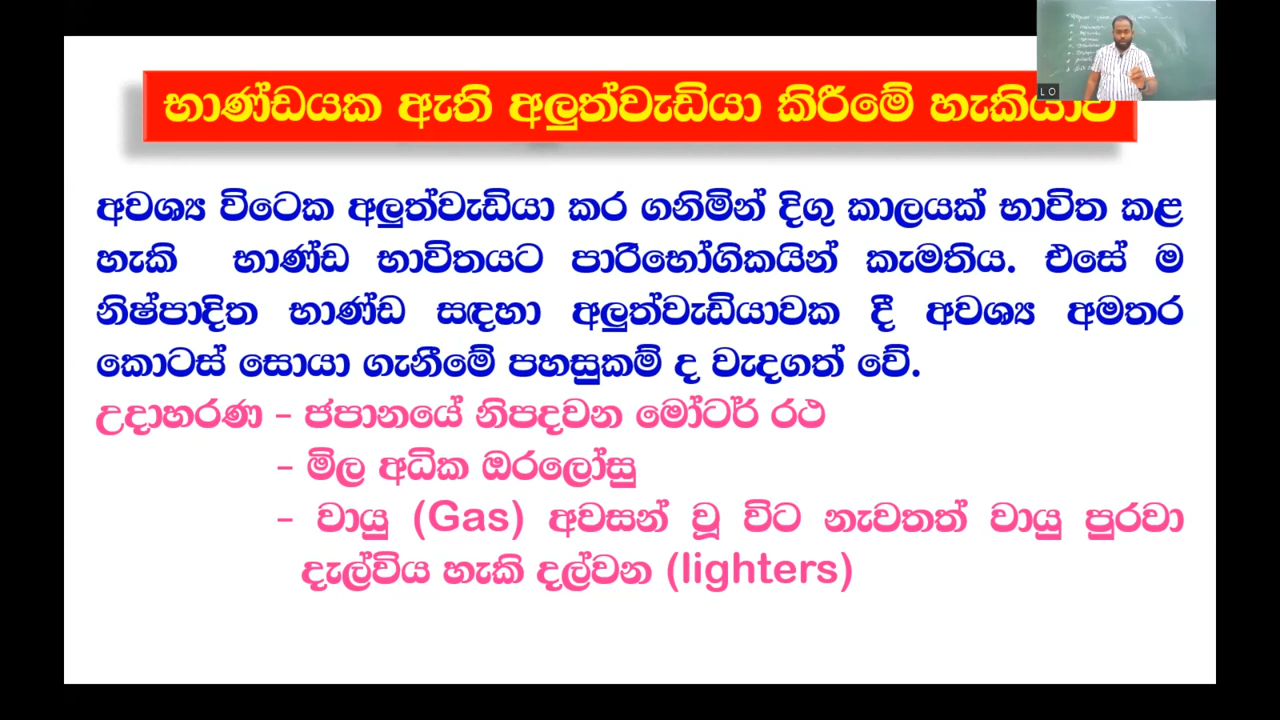 භාණ්ඩයක ඇති අලුත්වැඩියා කිරීමේ හැකියාව
L O
අවශ්‍ය විටෙක අලුත්වැඩියා කර ගනිමින් දිගු කාලයක් භාවිත කළ
හැකි භාණ්ඩ භාවිතයට පාරිභෝගිකයින් කැමතිය. එසේ ම
නිෂ්පාදිත භාණ්ඩ සඳහා අලුත්වැඩියාවක දී අවශ්‍ය අමතර
කොටස් සොයා ගැනීමේ පහසුකම් ද වැදගත් වේ.
උදාහරණ – ජපානයේ නිපදවන මෝටර් රථ
– මිල අධික ඔරලෝසු
– වායු (Gas) අවසන් වූ විට නැවතත් වායු පුරවා
දැල්විය හැකි දල්වන (lighters)